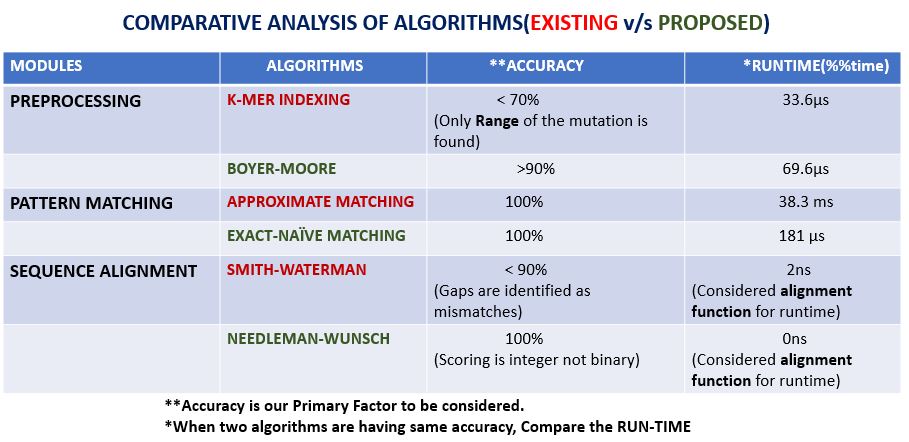 COMPARATIVE ANALYSIS OF ALGORITHMS(EXISTING v/s PROPOSED)
MODULES ALGORITHMS **ACCURACY *RUNTIME(%%time)
PREPROCESSING K-MER INDEXING < 70% 33.6µs
(Only Range of the mutation is
found)
BOYER-MOORE >90% 69.6µs
PATTERN MATCHING APPROXIMATE MATCHING 100% 38.3 ms
EXACT-NAÏVE MATCHING 100% 181 µs
SEQUENCE ALIGNMENT SMITH-WATERMAN < 90% 2ns
(Gaps are identified as (Considered alignment
mismatches) function for runtime)
NEEDLEMAN-WUNSCH 100% 0ns
(Scoring is integer not binary) (Considered alignment
function for runtime)
**Accuracy is our Primary Factor to be considered.
*When two algorithms are having same accuracy, Compare the RUN-TIME